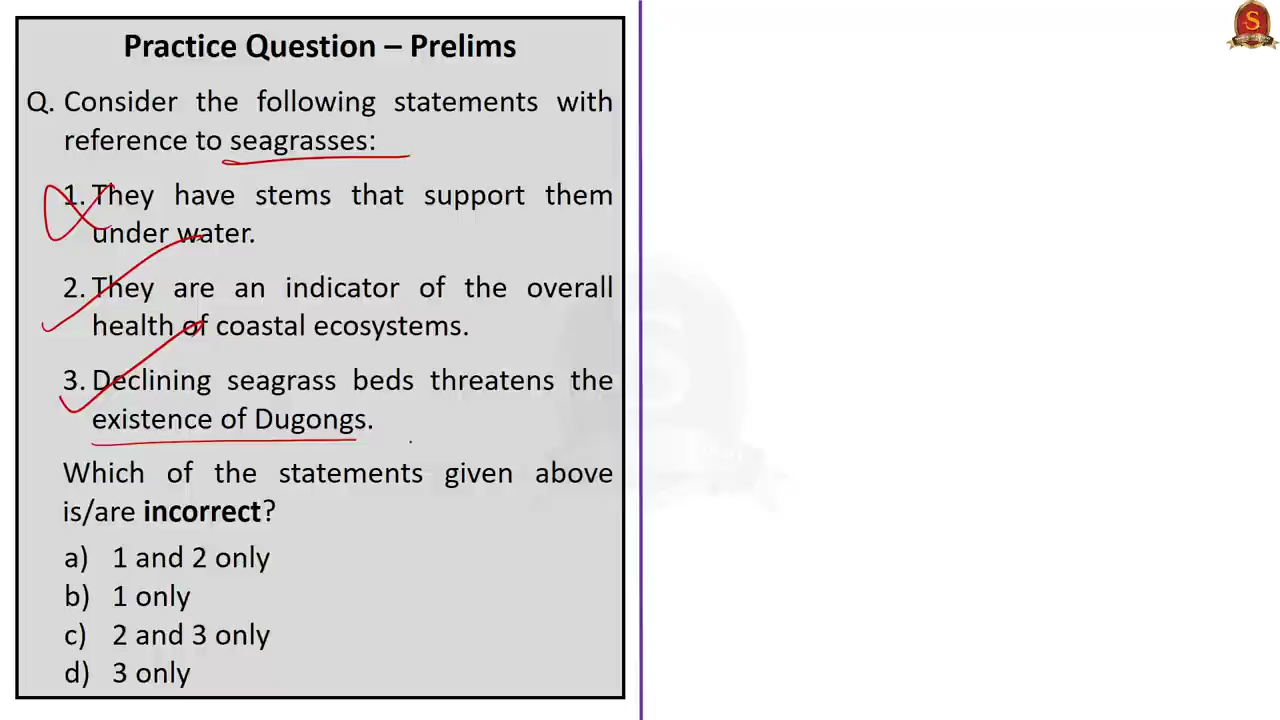 Practice Question – Prelims
Q. Consider the following statements with
reference to seagrasses:
1. They have stems that support them
under water.
2. They are an indicator of the overall
health of coastal ecosystems.
3. Declining seagrass beds threatens the
existence of Dugongs.
Which of the statements given above
is/are incorrect?
a) 1 and 2 only
b) 1 only
c) 2 and 3 only
d) 3 only
S